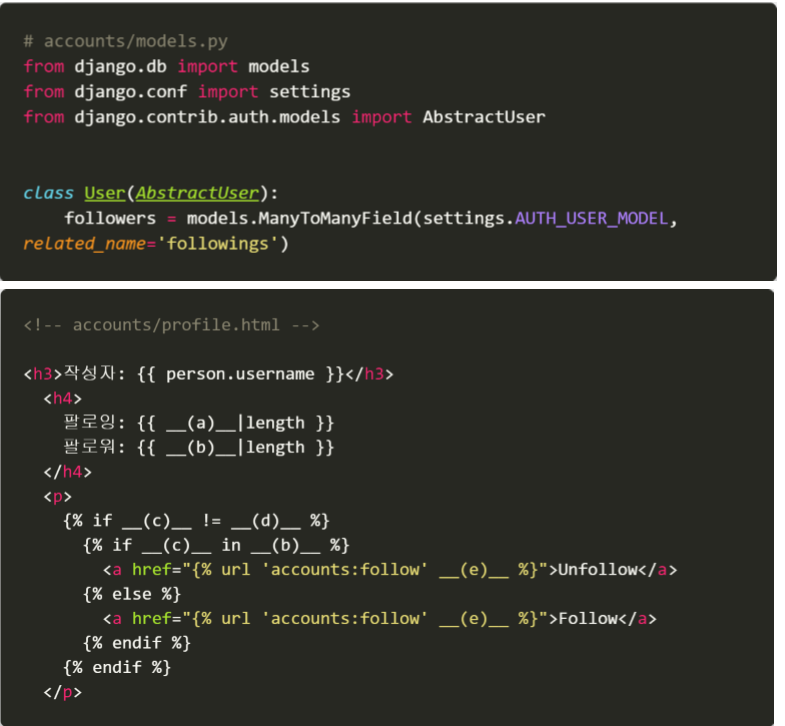 # accounts/models.py
from django.db import models
from django.conf import settings
from django.contrib.auth.models import AbstractUser
class User(AbstractUser):
    followers = models.ManyToManyField(settings.AUTH_USER_MODEL,
related_name='followings')
<!-- accounts/profile.html -->
<h3>작성자: {{ person.username }}</h3>
  <h4>
    팔로잉: {{ __(a)__|length }}
    팔로워: {{ __(b)__|length }}
  </h4>
  <p>
    {% if __(c)__ != __(d)__ %}
      {% if __(c)__ in __(b)__ %}
        <a href="{% url 'accounts:follow' __(e)__ %}">Unfollow</a>
      {% else %}
        <a href="{% url 'accounts:follow' __(e)__ %}">Follow</a>
      {% endif %}
    {% endif %}
  </p>